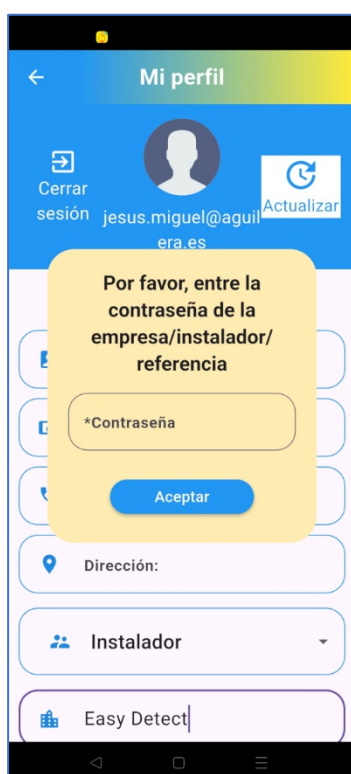 Mi perfil
Cerrar
sesión
jesus.miguel@aguil
era.es
Actualizar
Por favor, entre la
contraseña de la
empresa/instalador/
referencia
*Contraseña
Aceptar
Dirección:
Instalador
Easy Detect